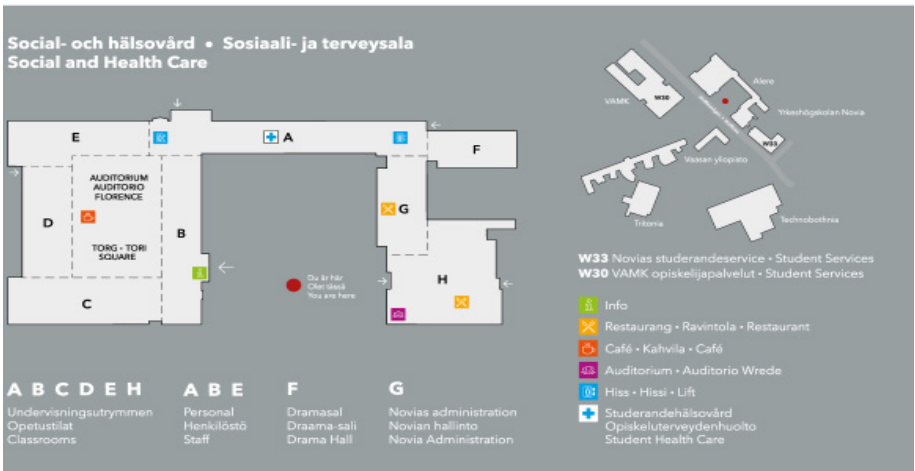 Social- och hälsovård • Sosiaali- ja terveysala
Social and Health Care
E
A
F
AUDITORIUM
AUDITORIO
FLORENCE
D
B
G
TORG - TORI
SQUARE
C
H
Du är här
Olet tässä
You are here
VAMK
W30
Alere
Yrkeshögskolan Novia
W33
Vaasan yliopisto
Tritonia
Technobothnia
W33 Novias studerandeservice • Student Services
W30 VAMK opiskelijapalvelut • Student Services
Info
Restaurang • Ravintola • Restaurant
Café • Kahvila • Café
Auditorium • Auditorio Wrede
Hiss • Hissi • Lift
Studerandehälsovård
Opiskeluterveydenhuolto
Student Health Care
A B C D E H
Undervisningsutrymmen
Opetustilat
Classrooms
A B E
Personal
Henkilöstö
Staff
F
Dramasal
Draama-sali
Drama Hall
G
Novias administration
Novian hallinto
Novia Administration